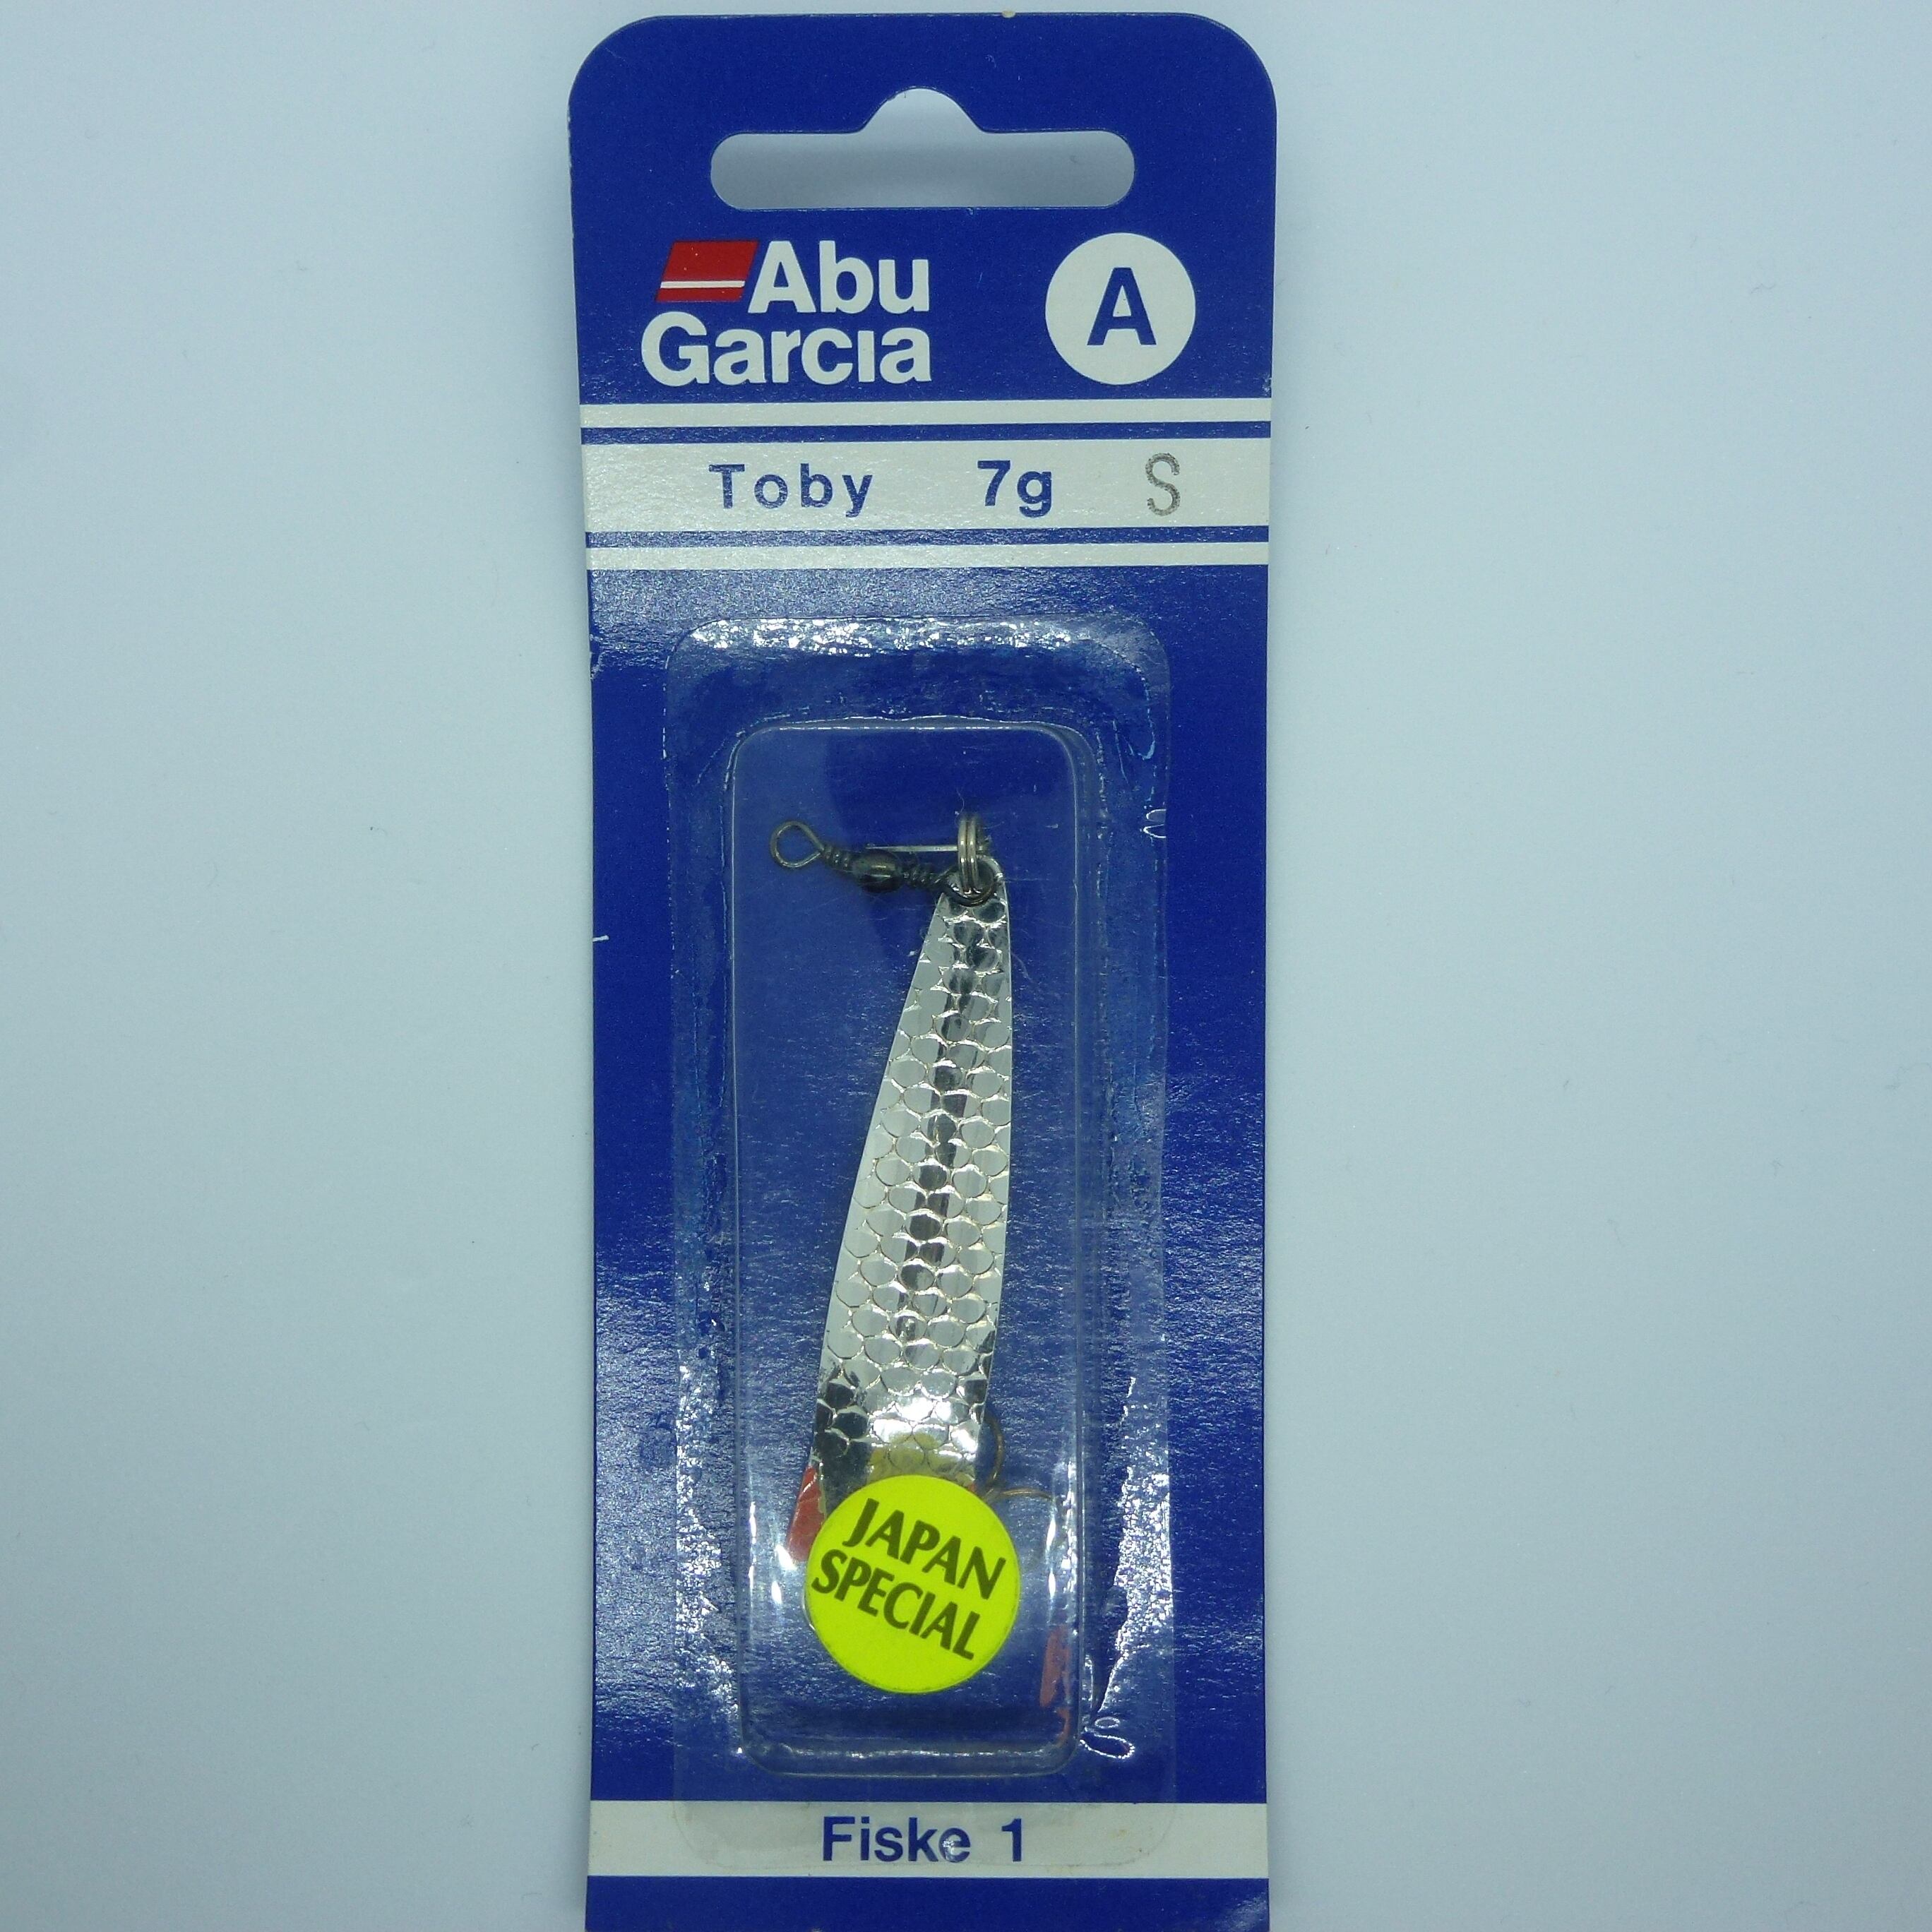 Abu
Garcia
A
Toby 7g S
JAPAN
SPECIAL
Fiske 1